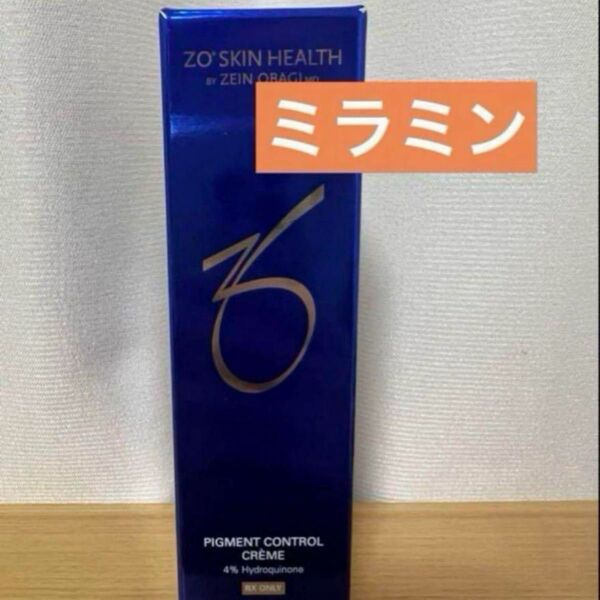 ZO® SKIN HEALTH
BY ZEIN OBAGI MD
ミラミン
PIGMENT CONTROL
CRÈME
4% Hydroquinone
RX ONLY